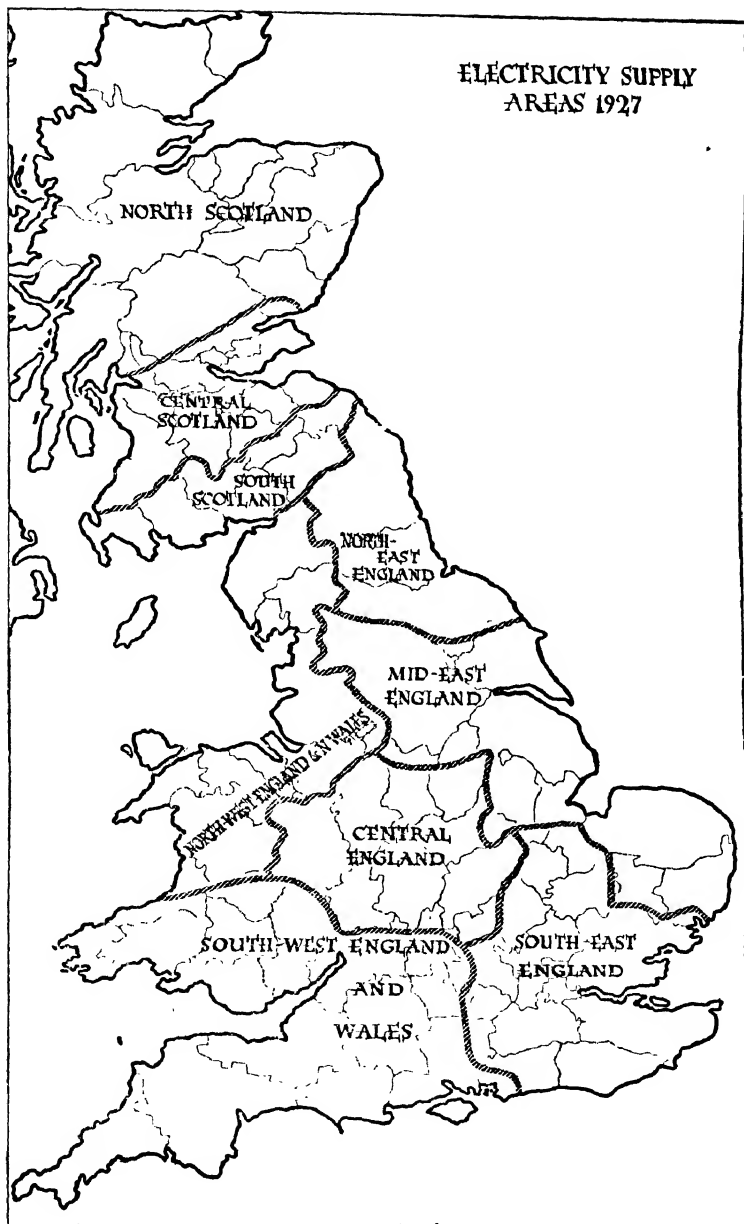 ELECTRICITY SUPPLY
AREAS 1927
NORTH SCOTLAND
CENTRAL
SCOTLAND
SOUTH
SCOTLAND
NORTH-
EAST
ENGLAND
MID-EAST
ENGLAND
NORTH WEST ENGLAND & N WALES
CENTRAL
ENGLAND
SOUTH-WEST ENGLAND
AND
WALES
SOUTH-EAST
ENGLAND